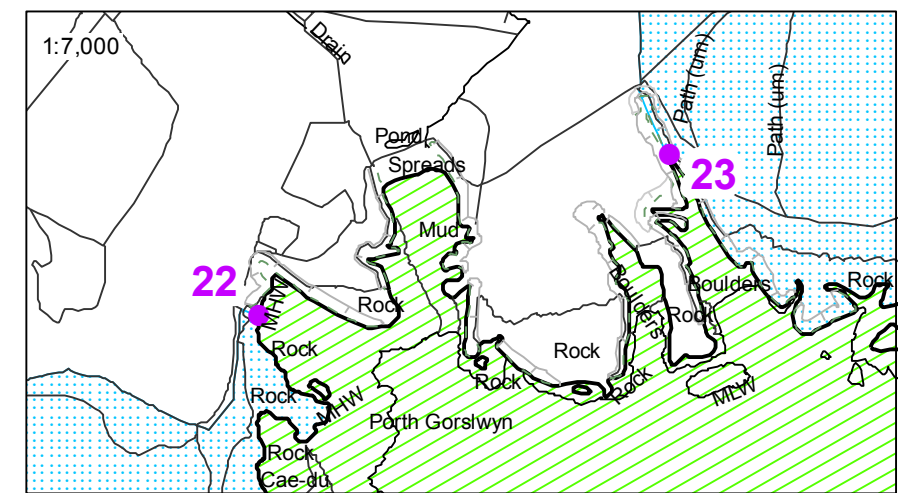 1:7,000
Drain
Path (um)
Path (um)
Pond
Spreads
23
Mud
22
MHW
Rock
Boulders
Boulders
Rock
Rock
Rock
Rock
Rock
Rock
Rock
MLW
MHW
Porth Gorslwyn
Rock
Cae-du